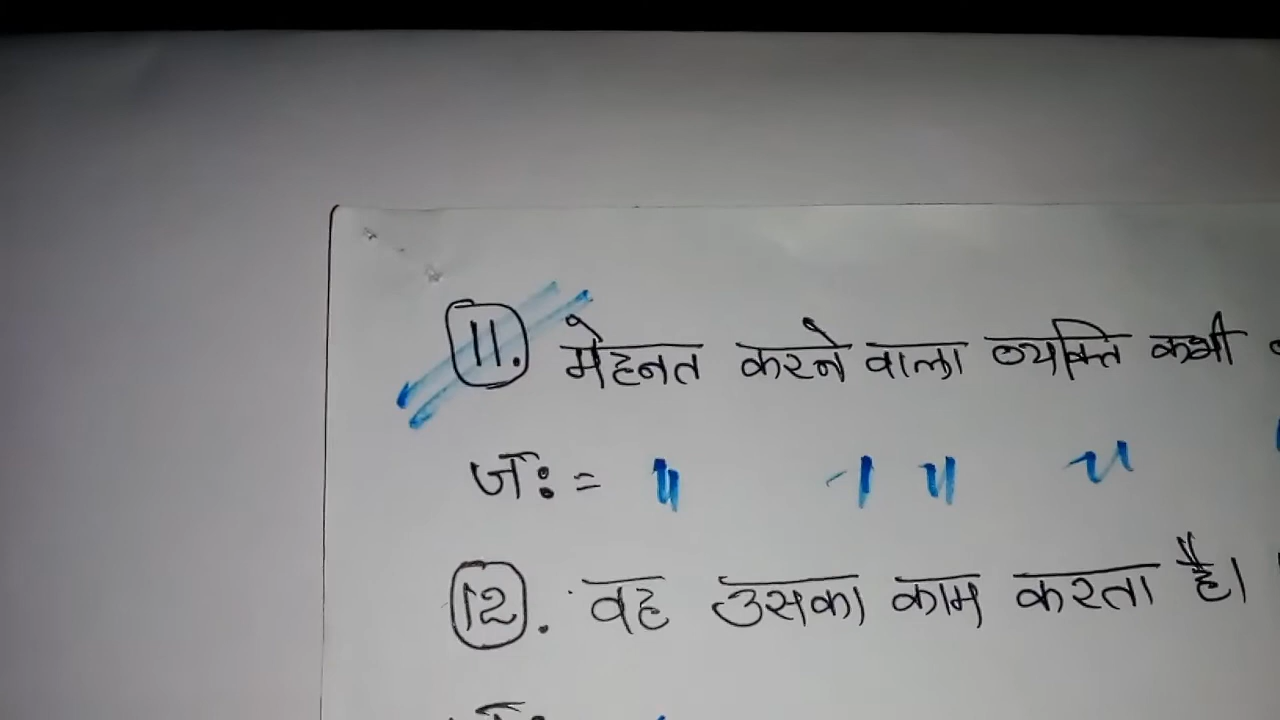 11. मेहनत करने वाला व्यक्ति कभी
ज॰: = 〃 〃 〃 〃
12. वह उसका काम करता है।